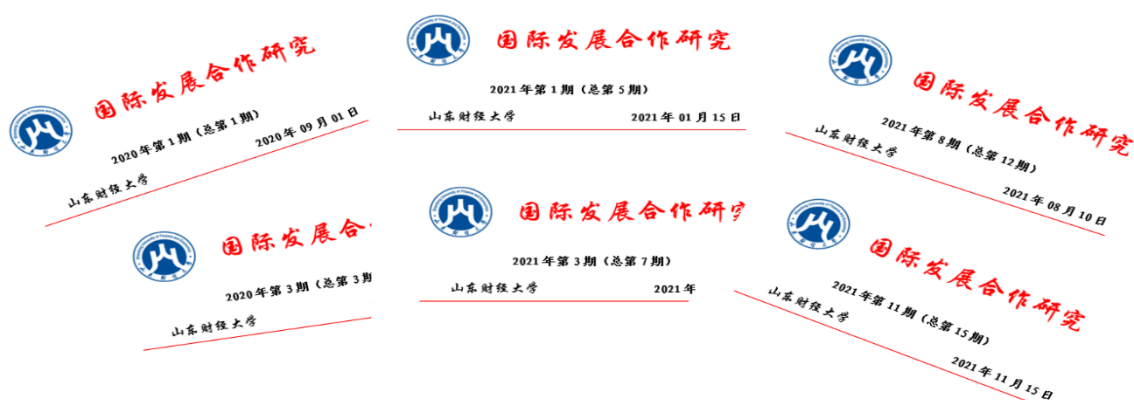 国际发展合作研究
2020年第1期（总第1期）
山东财经大学 2020年09月01日
国际发展合作研究
2021年第1期（总第5期）
山东财经大学 2021年01月15日
国际发展合作研究
2021年第8期（总第12期）
山东财经大学 2021年08月10日
国际发展合
2020年第3期（总第3期
山东财经大学
国际发展合作研究
2021年第3期（总第7期）
山东财经大学 2021年
国际发展合作研究
2021年第11期（总第15期）
山东财经大学 2021年11月15日